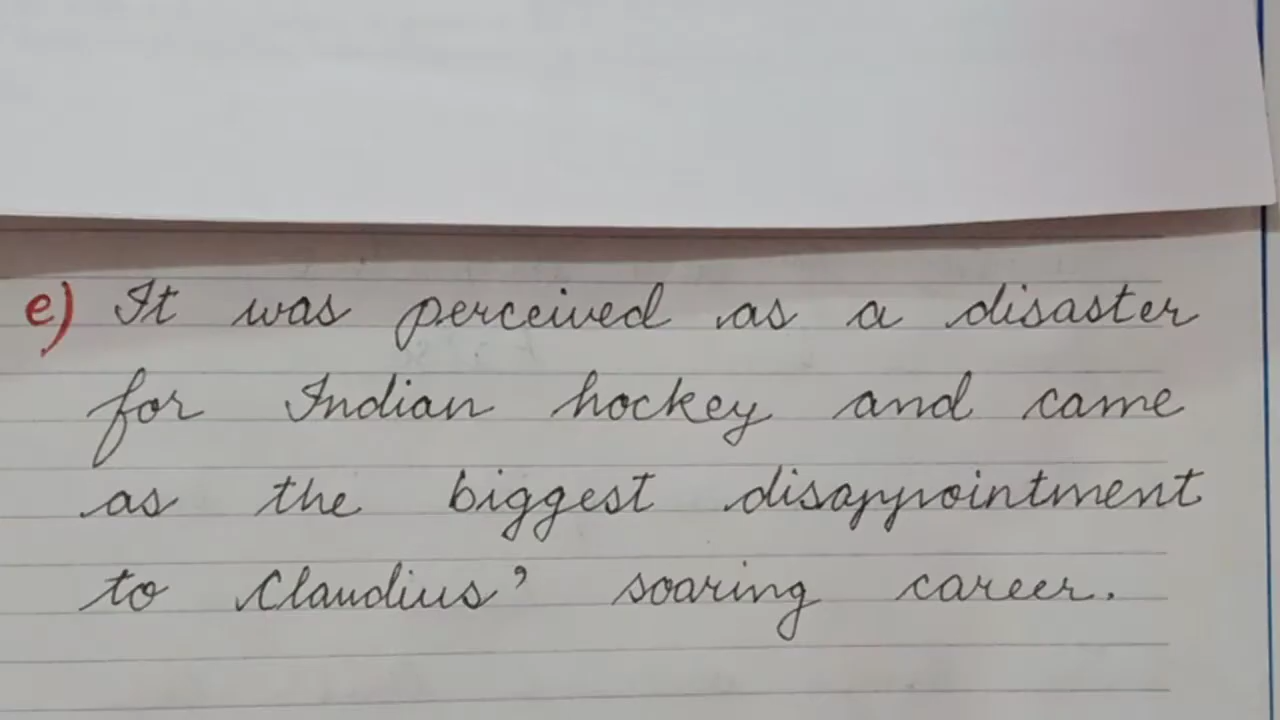 e) It was perceived as a disaster
for Indian hockey and came
as the biggest disappointment
to Claudius' soaring career.